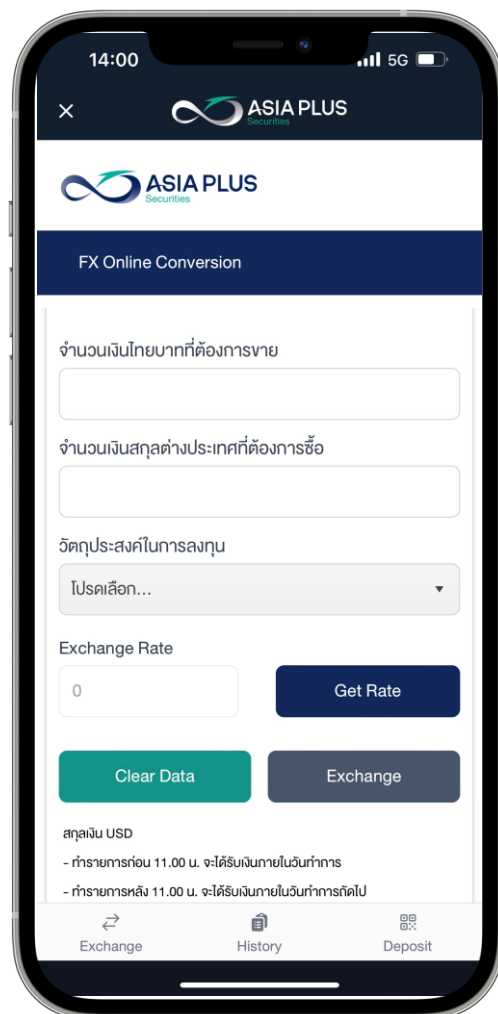 14:00
5G
ASIA PLUS
Securities
ASIA PLUS
Securities
FX Online Conversion
จำนวนเงินไทยบาทที่ต้องการขาย
จำนวนเงินสกุลต่างประเทศที่ต้องการซื้อ
วัตถุประสงค์ในการลงทุน
โปรดเลือก...
Exchange Rate
0
Get Rate
Clear Data
Exchange
สกุลเงิน USD
- ทำรายการก่อน 11.00 น. จะได้รับเงินภายในวันทำการ
- ทำรายการหลัง 11.00 น. จะได้รับเงินภายในวันทำการถัดไป
Exchange
History
Deposit